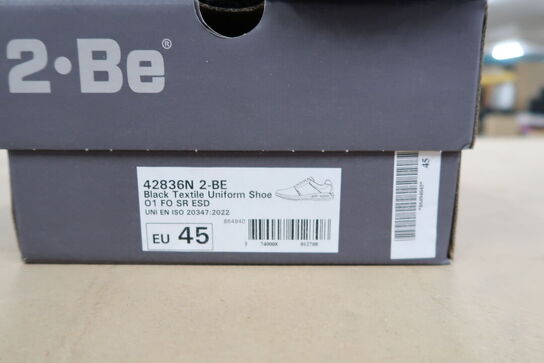 2•Be®
42836N 2-BE
Black Textile Uniform Shoe
O1 FO SR ESD
UNI EN ISO 20347:2022
864940
EU 45
45